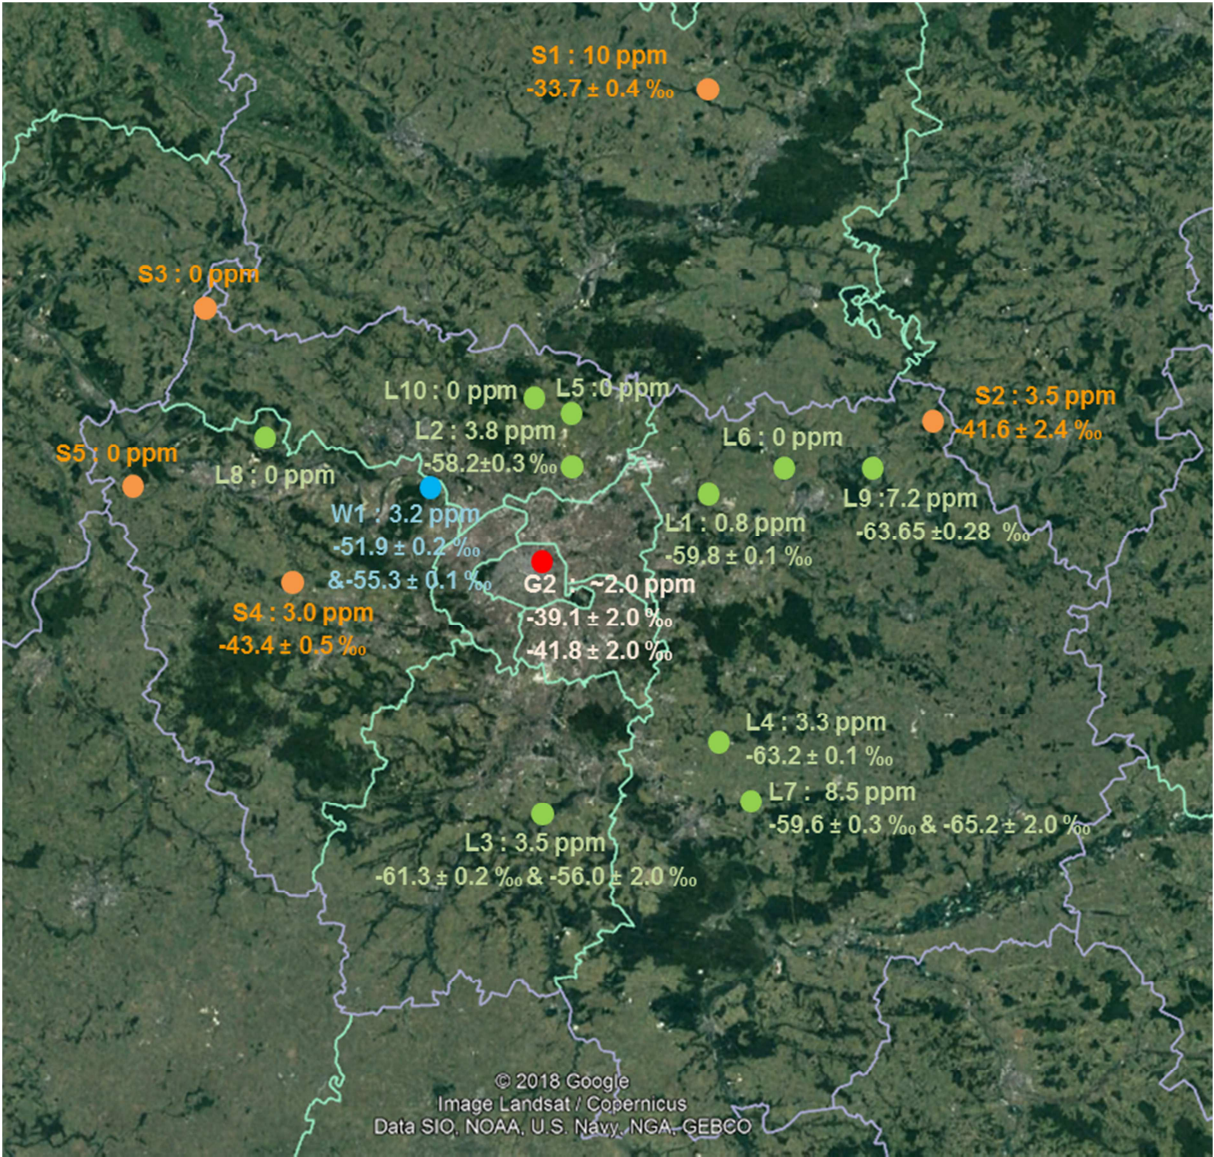 S1 : 10 ppm
-33.7 ± 0.4 ‰
S3 : 0 ppm
L10 : 0 ppm
L5 :0 ppm
S2 : 3.5 ppm
-41.6 ± 2.4 ‰
L2 : 3.8 ppm
-58.2±0.3 ‰
L6 : 0 ppm
S5 : 0 ppm
L8 : 0 ppm
L9 :7.2 ppm
-63.65 ±0.28 ‰
W1 : 3.2 ppm
-51.9 ± 0.2 ‰
&-55.3 ± 0.1 ‰
L1 : 0.8 ppm
-59.8 ± 0.1 ‰
G2 : ~2.0 ppm
-39.1 ± 2.0 ‰
-41.8 ± 2.0 ‰
S4 : 3.0 ppm
-43.4 ± 0.5 ‰
L4 : 3.3 ppm
-63.2 ± 0.1 ‰
L7 : 8.5 ppm
-59.6 ± 0.3 ‰ & -65.2 ± 2.0 ‰
L3 : 3.5 ppm
-61.3 ± 0.2 ‰ & -56.0 ± 2.0 ‰
© 2018 Google
Image Landsat / Copernicus
Data SIO, NOAA, U.S. Navy, NGA, GEBCO